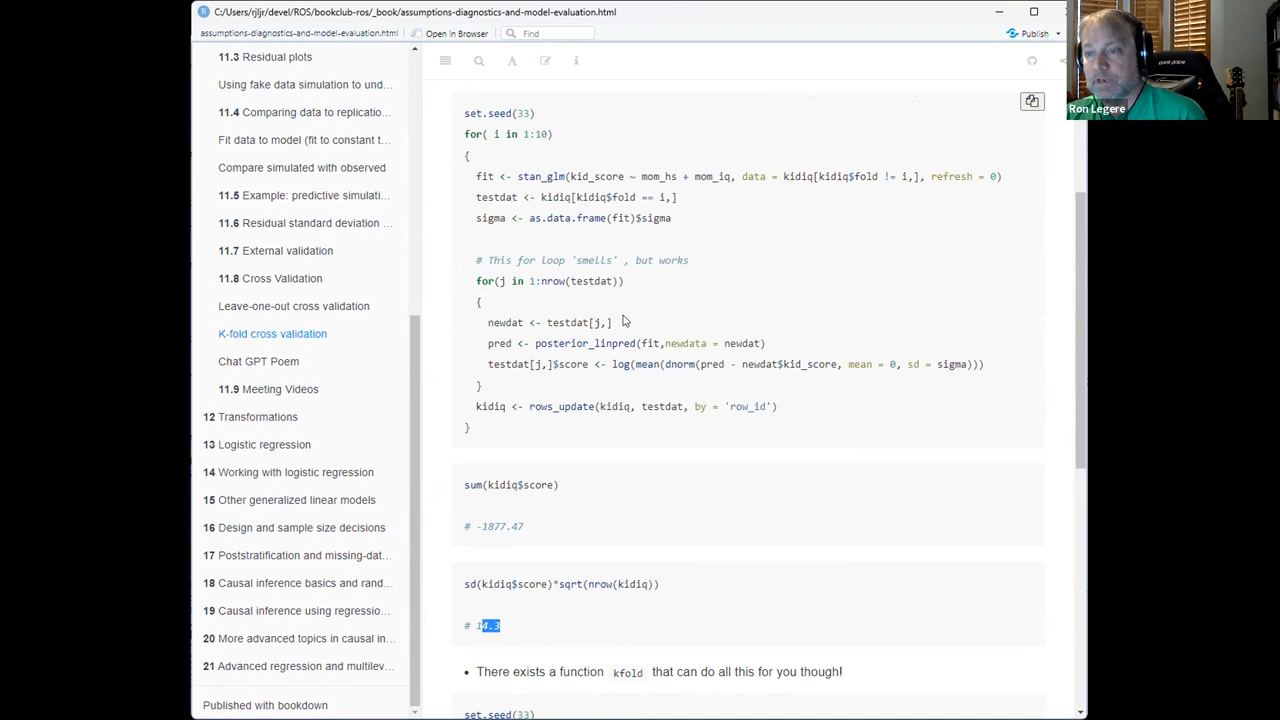 C:/Users/rjljr/devel/ROS/bookclub-ros/_book/assumptions-diagnostics-and-model-evaluation.html
assumptions-diagnostics-and-model-evaluation.html
Open in Browser
Find
Publish
11.3 Residual plots
Using fake data simulation to und...
11.4 Comparing data to replicatio...
Fit data to model (fit to constant t...
Compare simulated with observed
11.5 Example: predictive simulati...
11.6 Residual standard deviation ...
11.7 External validation
11.8 Cross Validation
Leave-one-out cross validation
K-fold cross validation
Chat GPT Poem
11.9 Meeting Videos
12 Transformations
13 Logistic regression
14 Working with logistic regression
15 Other generalized linear models
16 Design and sample size decisions
17 Poststratification and missing-dat...
18 Causal inference basics and rand...
19 Causal inference using regressio...
20 More advanced topics in causal in...
21 Advanced regression and multilev...
Published with bookdown
set.seed(33)
for( i in 1:10)
{
fit <- stan_glm(kid_score ~ mom_hs + mom_iq, data = kidiq[kidiq$fold != i,], refresh = 0)
testdat <- kidiq[kidiq$fold == i,]
sigma <- as.data.frame(fit)$sigma
# This for loop 'smells' , but works
for(j in 1:nrow(testdat))
{
newdat <- testdat[j,]
pred <- posterior_linpred(fit,newdata = newdat)
testdat[j,]$score <- log(mean(dnorm(pred - newdat$kid_score, mean = 0, sd = sigma)))
}
kidiq <- rows_update(kidiq, testdat, by = 'row_id')
}
sum(kidiq$score)
# -1877.47
sd(kidiq$score)*sqrt(nrow(kidiq))
# 14.3
• There exists a function kfold that can do all this for you though!
set.seed(33)
Ron Legere